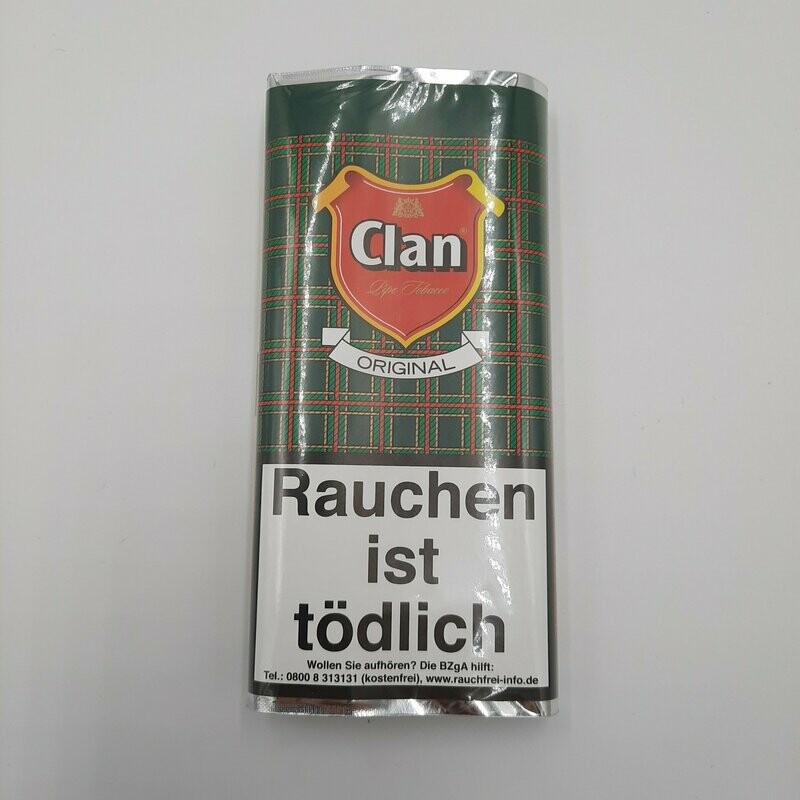 Clan®
Pipe Tobacco
ORIGINAL
Rauchen
ist
tödlich
Wollen Sie aufhören? Die BZgA hilft:
Tel.: 0800 8 313131 (kostenfrei), www.rauchfrei-info.de